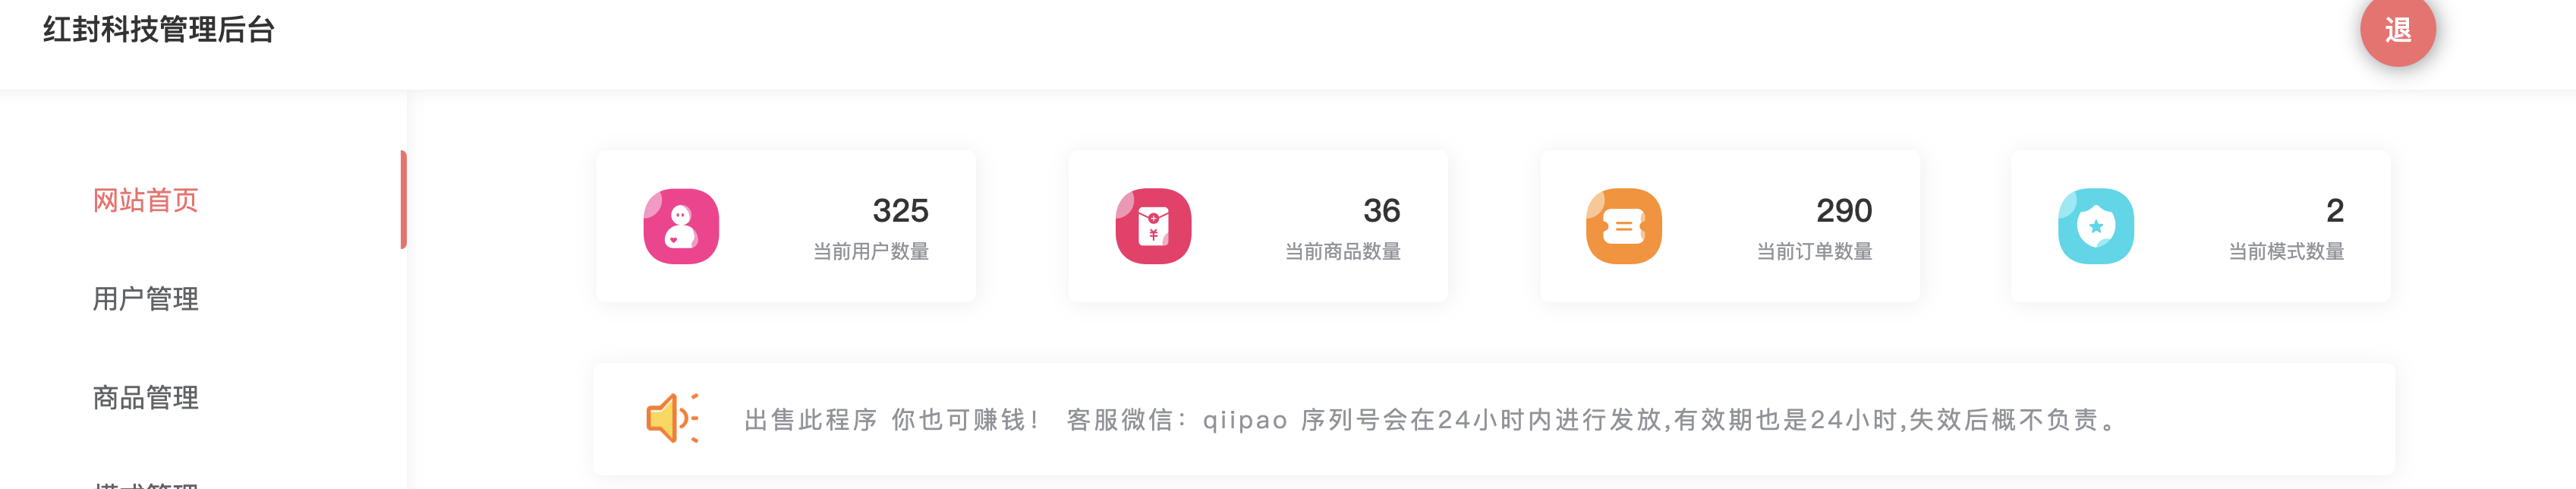 红封科技管理后台
退
网站首页
用户管理
商品管理
模式管理
325
当前用户数量
36
当前商品数量
290
当前订单数量
2
当前模式数量
出售此程序 你也可赚钱！ 客服微信：qiipao 序列号会在24小时内进行发放,有效期也是24小时,失效后概不负责。